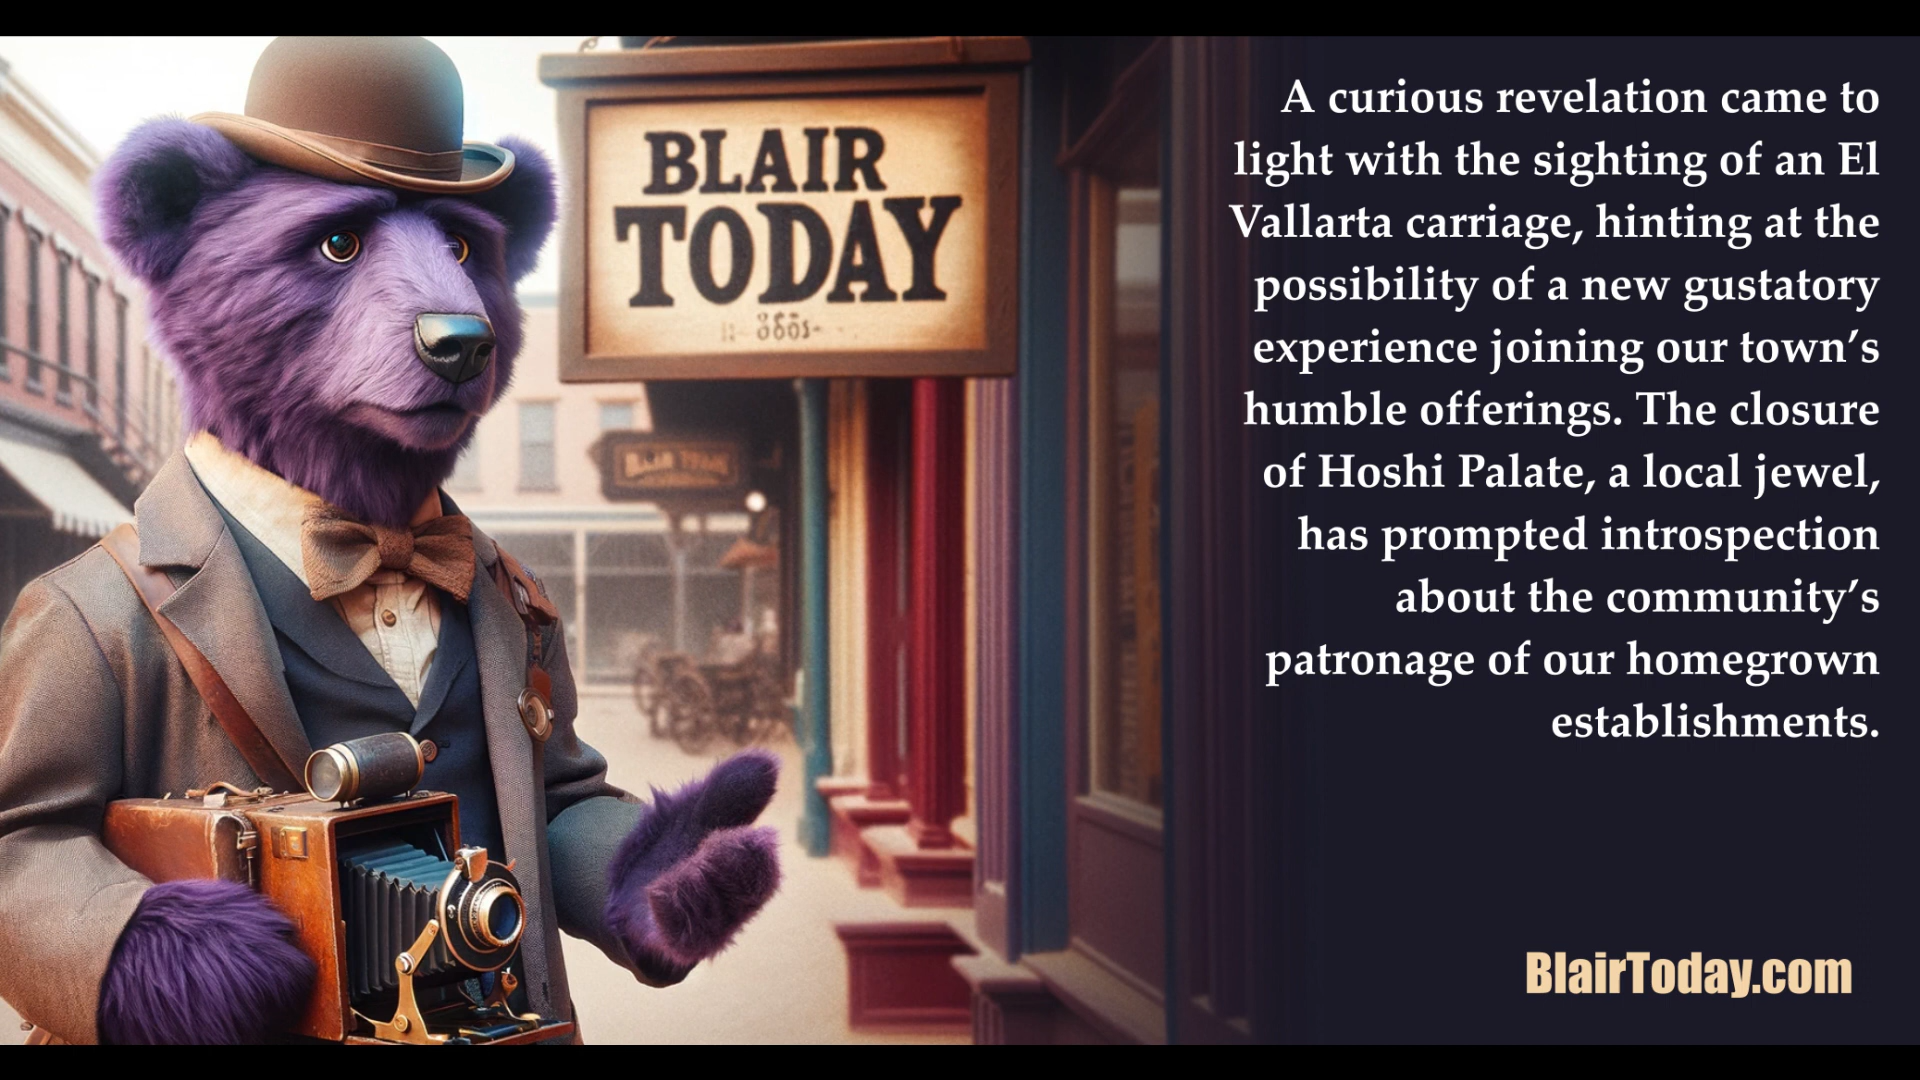 BLAIR
TODAY
A curious revelation came to
light with the sighting of an El
Vallarta carriage, hinting at the
possibility of a new gustatory
experience joining our town’s
humble offerings. The closure
of Hoshi Palate, a local jewel,
has prompted introspection
about the community’s
patronage of our homegrown
establishments.
BlairToday.com